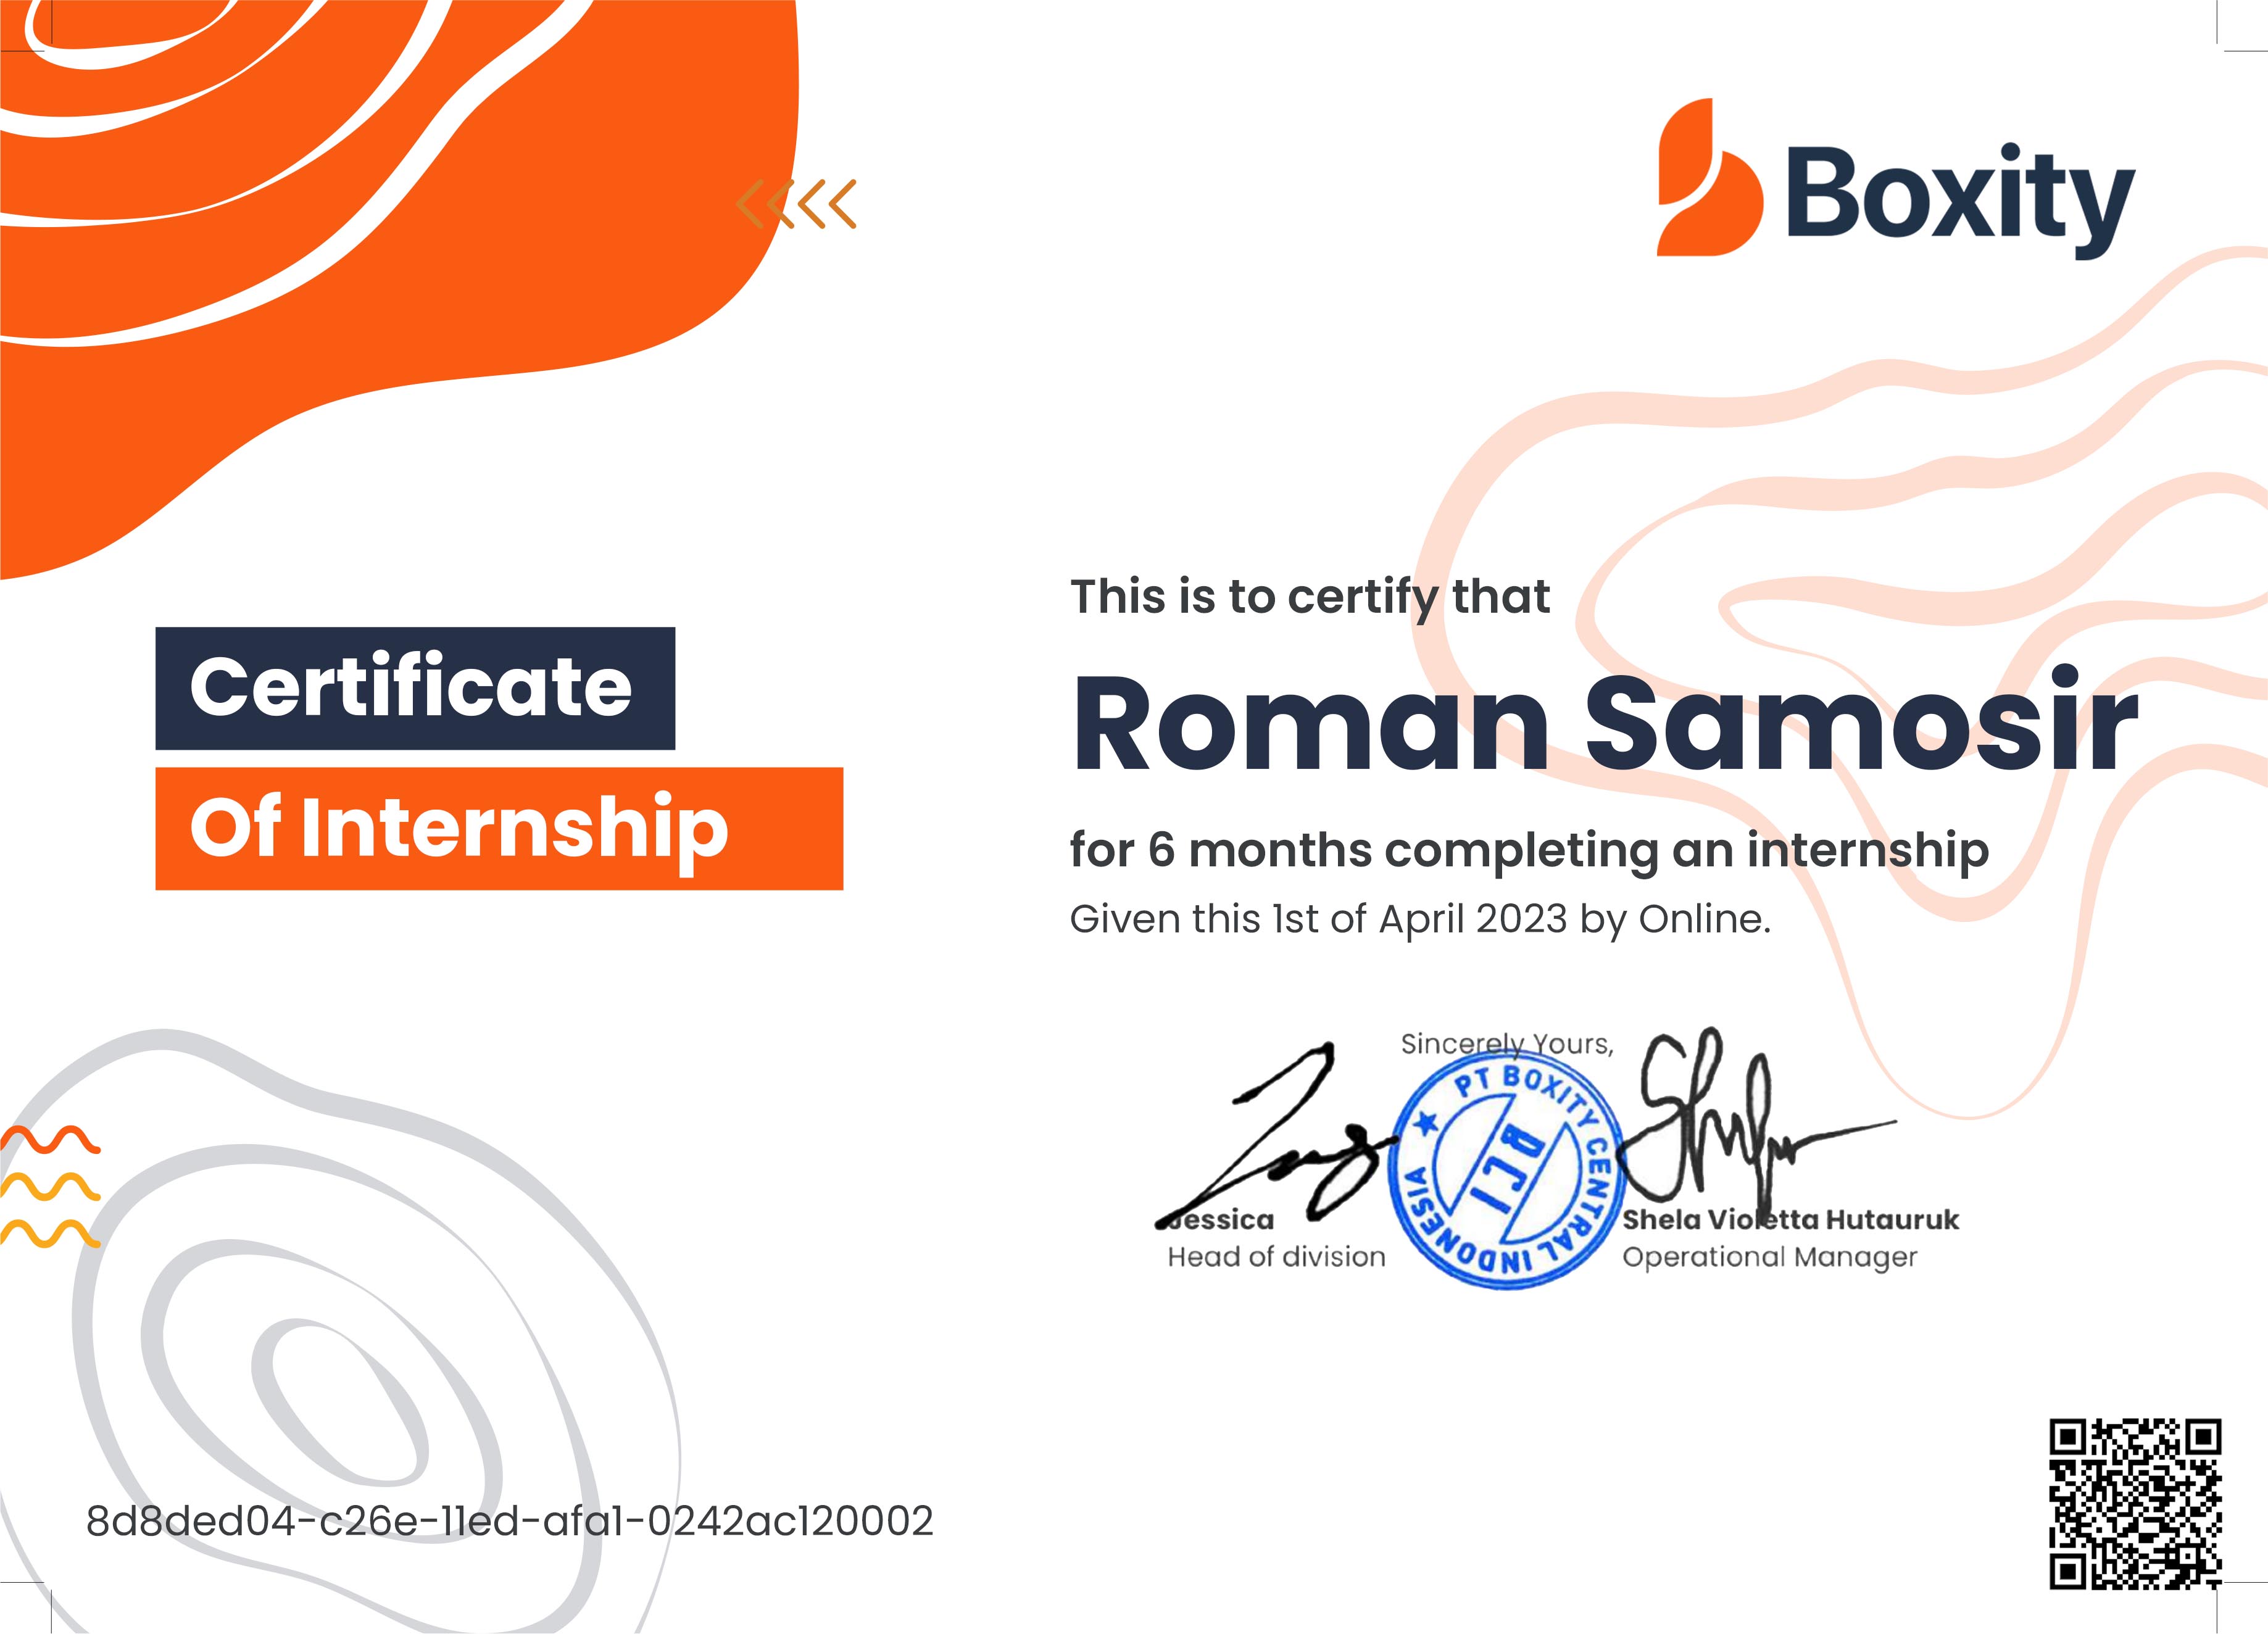 Boxity
Certificate
Of Internship
This is to certify that
Roman Samosir
for 6 months completing an internship
Given this 1st of April 2023 by Online.
Sincerely Yours,
PT BOXITY CENTRAL INDONESIA
BCI
Jessica
Head of division
Shela Violetta Hutauruk
Operational Manager
8d8ded04-c26e-11ed-afa1-0242ac120002